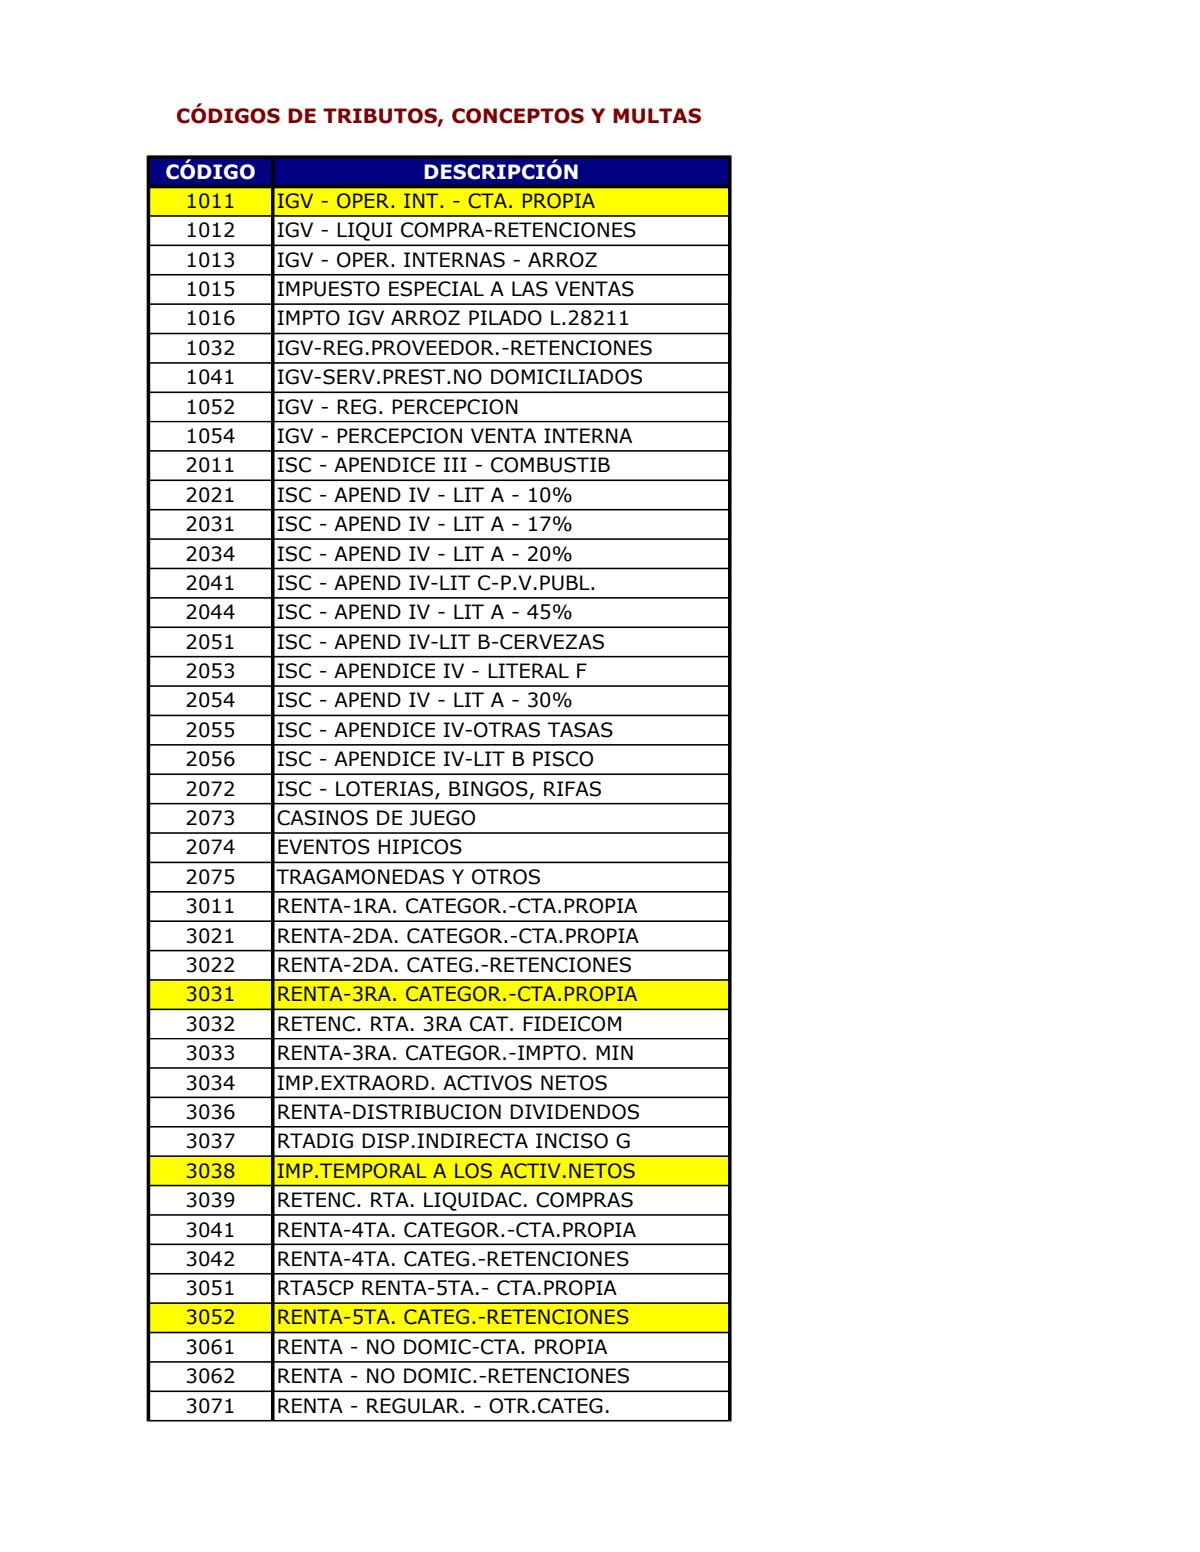 CÓDIGOS DE TRIBUTOS, CONCEPTOS Y MULTAS
CÓDIGO DESCRIPCIÓN
1011 IGV - OPER. INT. - CTA. PROPIA
1012 IGV - LIQUI COMPRA-RETENCIONES
1013 IGV - OPER. INTERNAS - ARROZ
1015 IMPUESTO ESPECIAL A LAS VENTAS
1016 IMPTO IGV ARROZ PILADO L.28211
1032 IGV-REG.PROVEEDOR.-RETENCIONES
1041 IGV-SERV.PREST.NO DOMICILIADOS
1052 IGV - REG. PERCEPCION
1054 IGV - PERCEPCION VENTA INTERNA
2011 ISC - APENDICE III - COMBUSTIB
2021 ISC - APEND IV - LIT A - 10%
2031 ISC - APEND IV - LIT A - 17%
2034 ISC - APEND IV - LIT A - 20%
2041 ISC - APEND IV-LIT C-P.V.PUBL.
2044 ISC - APEND IV - LIT A - 45%
2051 ISC - APEND IV-LIT B-CERVEZAS
2053 ISC - APENDICE IV - LITERAL F
2054 ISC - APEND IV - LIT A - 30%
2055 ISC - APENDICE IV-OTRAS TASAS
2056 ISC - APENDICE IV-LIT B PISCO
2072 ISC - LOTERIAS, BINGOS, RIFAS
2073 CASINOS DE JUEGO
2074 EVENTOS HIPICOS
2075 TRAGAMONEDAS Y OTROS
3011 RENTA-1RA. CATEGOR.-CTA.PROPIA
3021 RENTA-2DA. CATEGOR.-CTA.PROPIA
3022 RENTA-2DA. CATEG.-RETENCIONES
3031 RENTA-3RA. CATEGOR.-CTA.PROPIA
3032 RETENC. RTA. 3RA CAT. FIDEICOM
3033 RENTA-3RA. CATEGOR.-IMPTO. MIN
3034 IMP.EXTRAORD. ACTIVOS NETOS
3036 RENTA-DISTRIBUCION DIVIDENDOS
3037 RTADIG DISP.INDIRECTA INCISO G
3038 IMP.TEMPORAL A LOS ACTIV.NETOS
3039 RETENC. RTA. LIQUIDAC. COMPRAS
3041 RENTA-4TA. CATEGOR.-CTA.PROPIA
3042 RENTA-4TA. CATEG.-RETENCIONES
3051 RTA5CP RENTA-5TA.- CTA.PROPIA
3052 RENTA-5TA. CATEG.-RETENCIONES
3061 RENTA - NO DOMIC-CTA. PROPIA
3062 RENTA - NO DOMIC.-RETENCIONES
3071 RENTA - REGULAR. - OTR.CATEG.